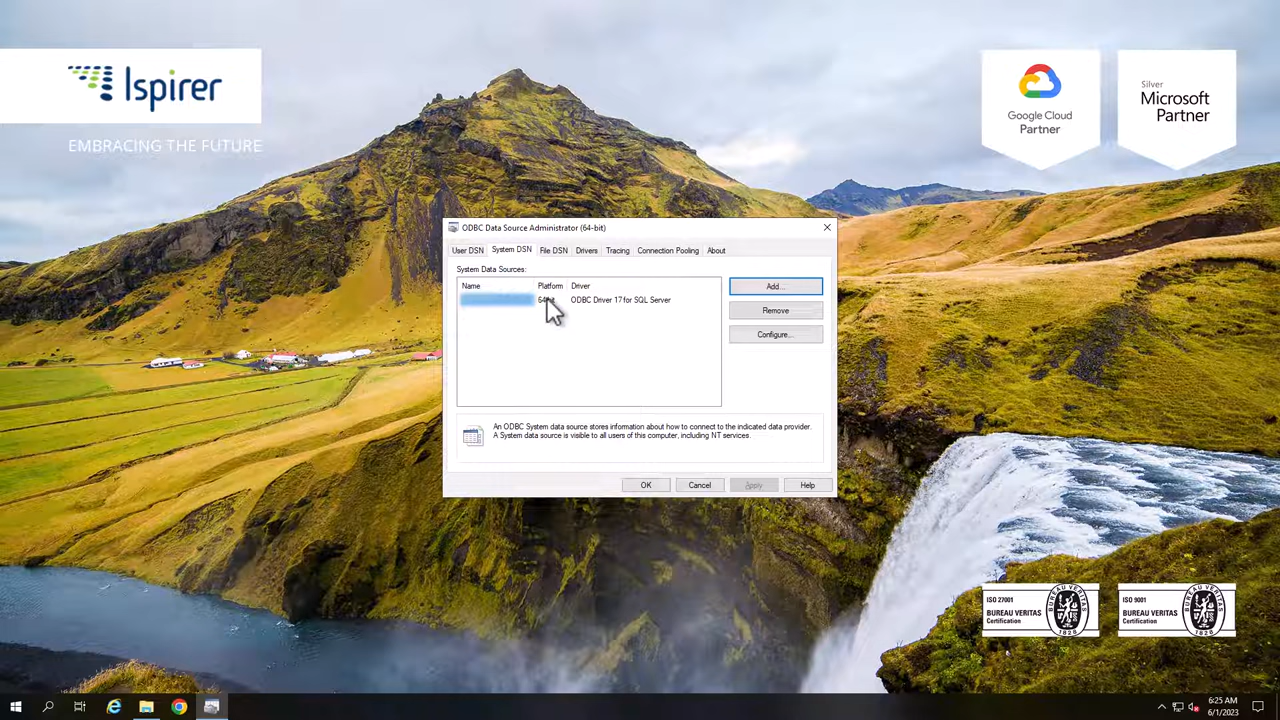 Ispirer
EMBRACING THE FUTURE
Google Cloud
Partner
Silver
Microsoft
Partner
ODBC Data Source Administrator (64-bit)
User DSN System DSN File DSN Drivers Tracing Connection Pooling About
System Data Sources:
Name Platform Driver
ODBC Driver 17 for SQL Server
Add...
Remove
Configure...
An ODBC System data source stores information about how to connect to the indicated data provider.
A System data source is visible to all users of this computer, including NT services.
OK Cancel Apply Help
ISO 27001
BUREAU VERITAS
Certification
1828
ISO 9001
BUREAU VERITAS
Certification
1828
6:25 AM
6/1/2023